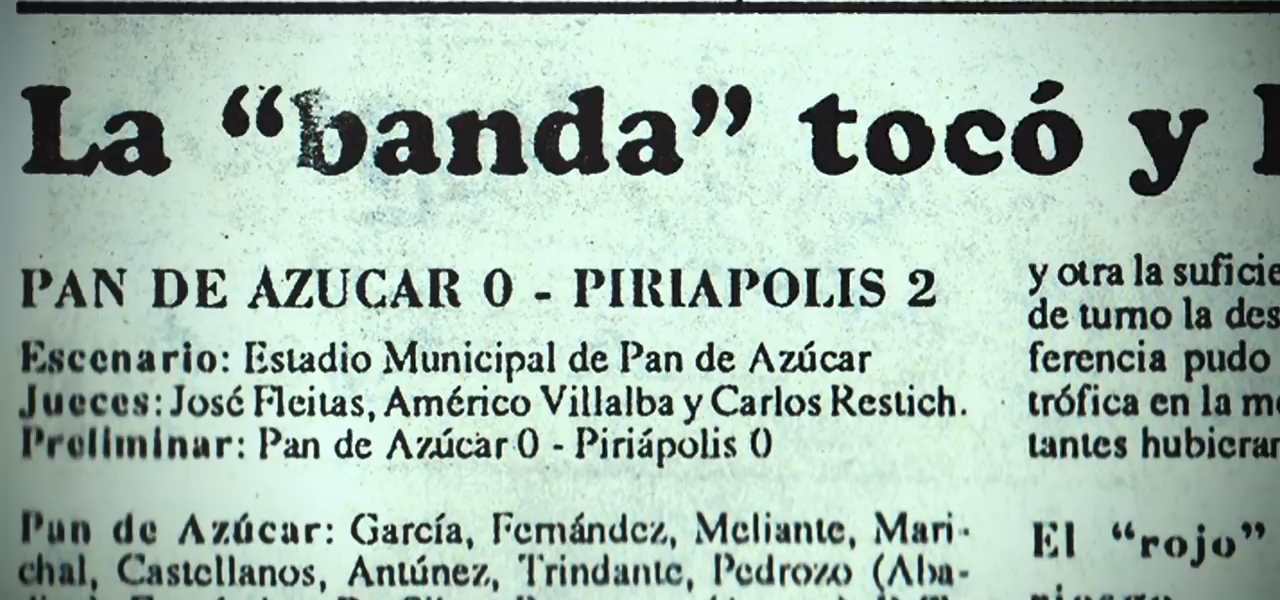 La “banda” tocó y
PAN DE AZUCAR 0 - PIRIAPOLIS 2
Escenario: Estadio Municipal de Pan de Azúcar
Jueces: José Fleitas, Américo Villalba y Carlos Restich.
Preliminar: Pan de Azúcar 0 - Piriápolis 0
Pan de Azúcar: García, Fernández, Meliante, Mari-
chal, Castellanos, Antúnez, Trindante, Pedrozo (Aba-
y otra la suficie
de turno la des
ferencia pudo
trófica en la m
tantes hubieran
El “rojo”